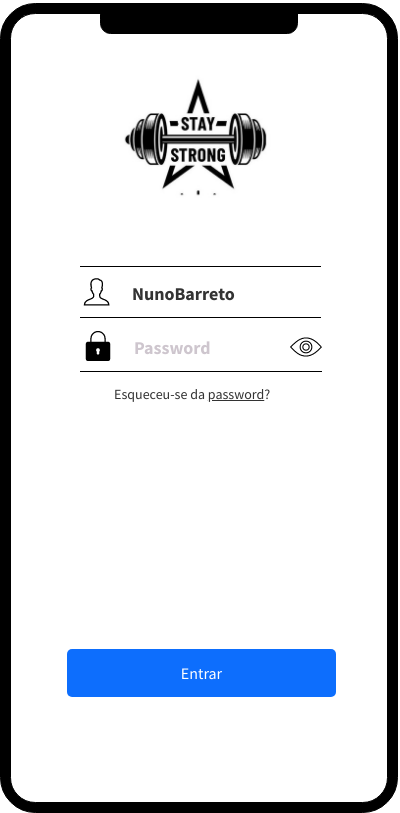 STAY
STRONG
NunoBarreto
Password
Esqueceu-se da password?
Entrar